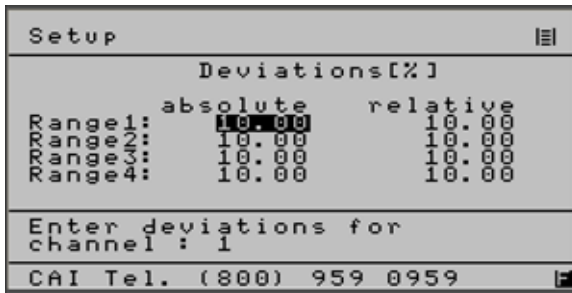 Setup
Deviations[%]
absolute relative
Range1: 10.00 10.00
Range2: 10.00 10.00
Range3: 10.00 10.00
Range4: 10.00 10.00
Enter deviations for
channel : 1
CAI Tel. (800) 959 0959 F